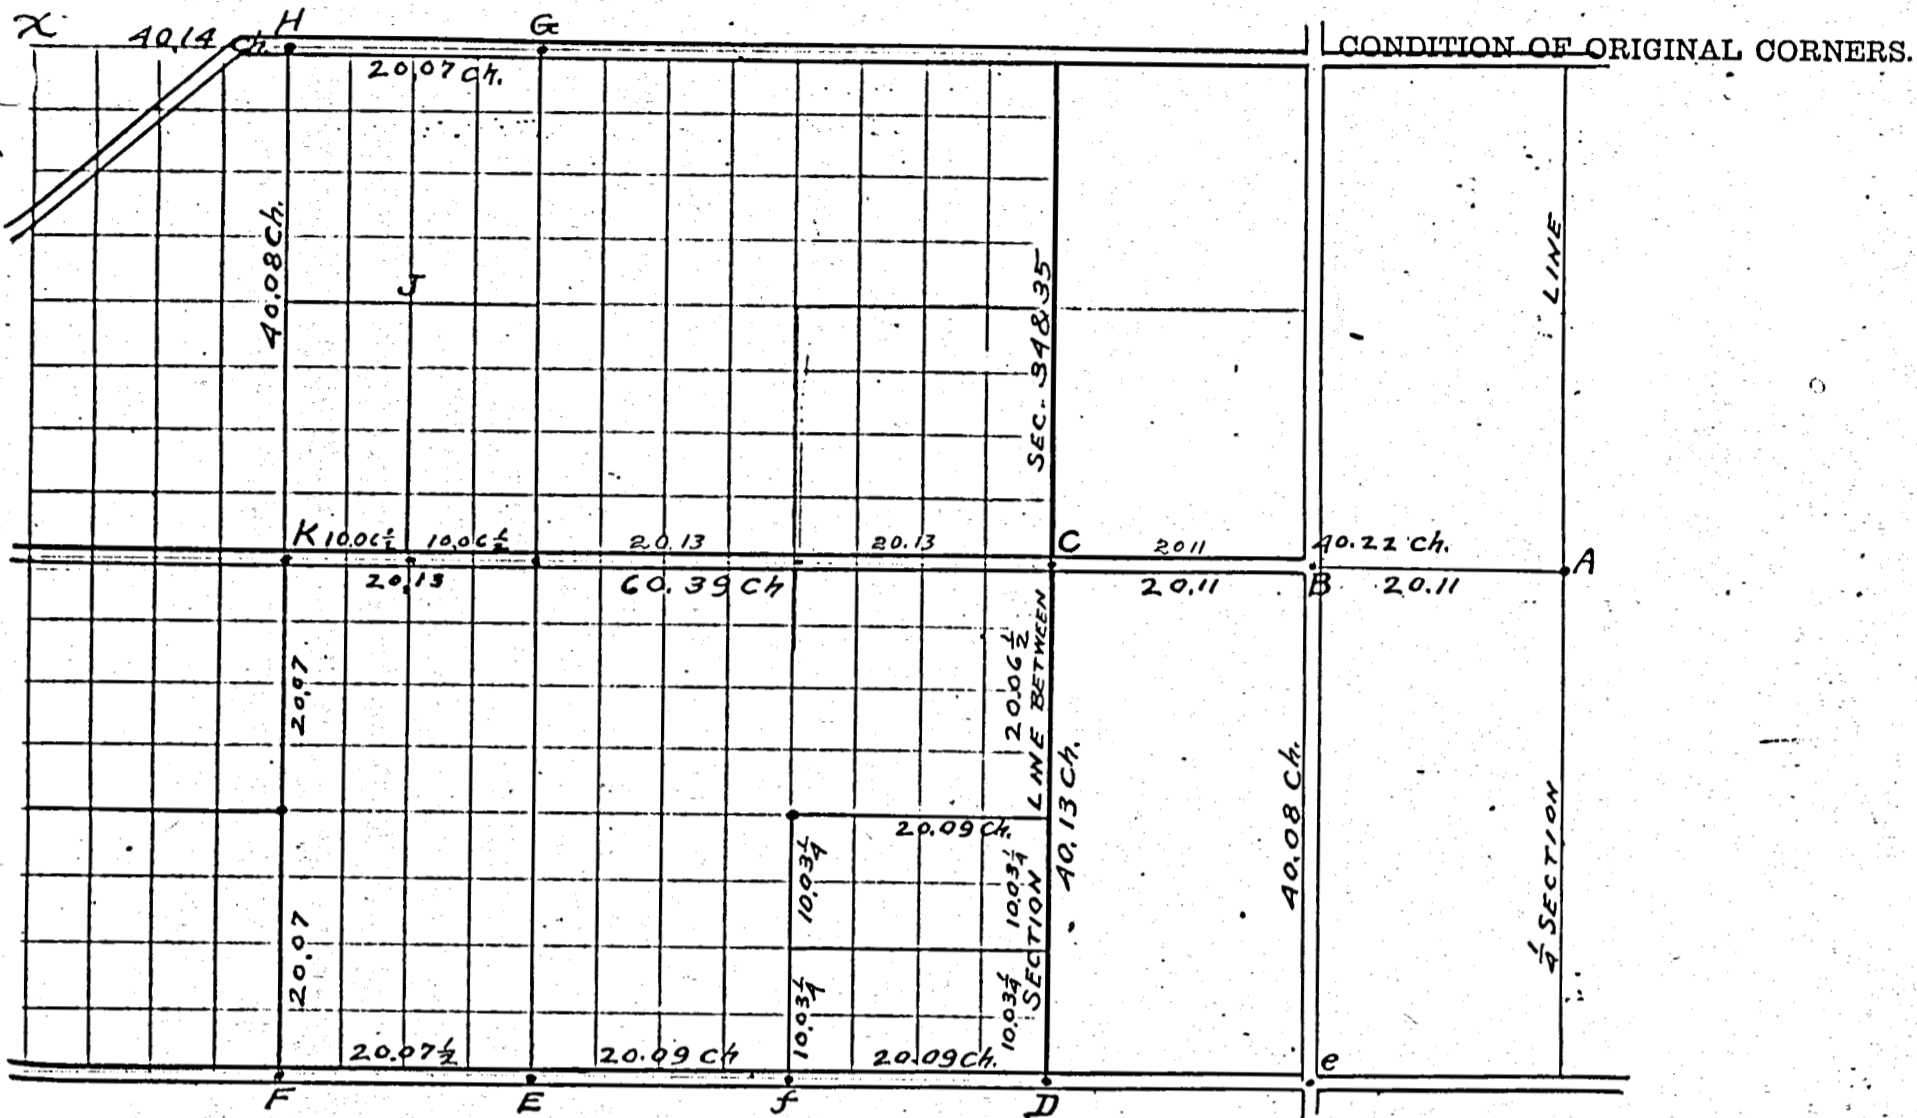 X 40.14 Ch. H G
CONDITION OF ORIGINAL CORNERS.
20.07 Ch.
40.08 Ch.
J
SEC. 34 & 35
LINE
K 10.06½ 10.06½ 20.13 20.13 C 20.11 40.22 Ch. A
20.13 60.39 Ch 20.11 B 20.11
20.07
20.06½
LINE BETWEEN
40.13 Ch.
40.08 Ch.
20.09 Ch.
10.03¼
10.03¼
SECTION
¼ SECTION
20.07
10.03¼
10.03¼
20.07½ 20.09 Ch 20.09 Ch. e
F E f D